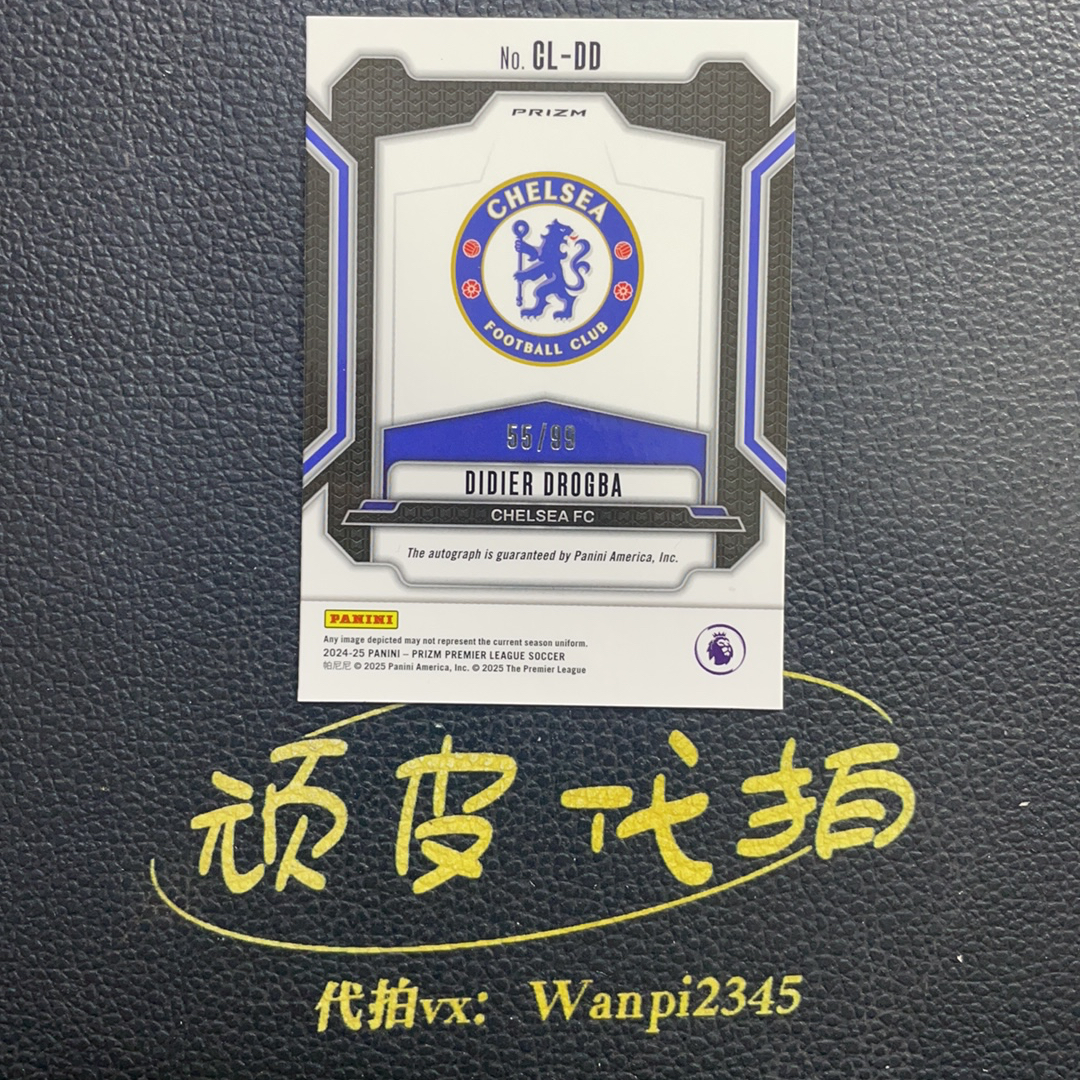 No. CL-DD
PRIZM
CHELSEA
FOOTBALL CLUB
55/99
DIDIER DROGBA
CHELSEA FC
The autograph is guaranteed by Panini America, Inc.
PANINI
Any image depicted may not represent the current season uniform.
2024-25 PANINI – PRIZM PREMIER LEAGUE SOCCER
帕尼尼 © 2025 Panini America, Inc. © 2025 The Premier League
顽皮代拍
代拍vx: Wanpi2345